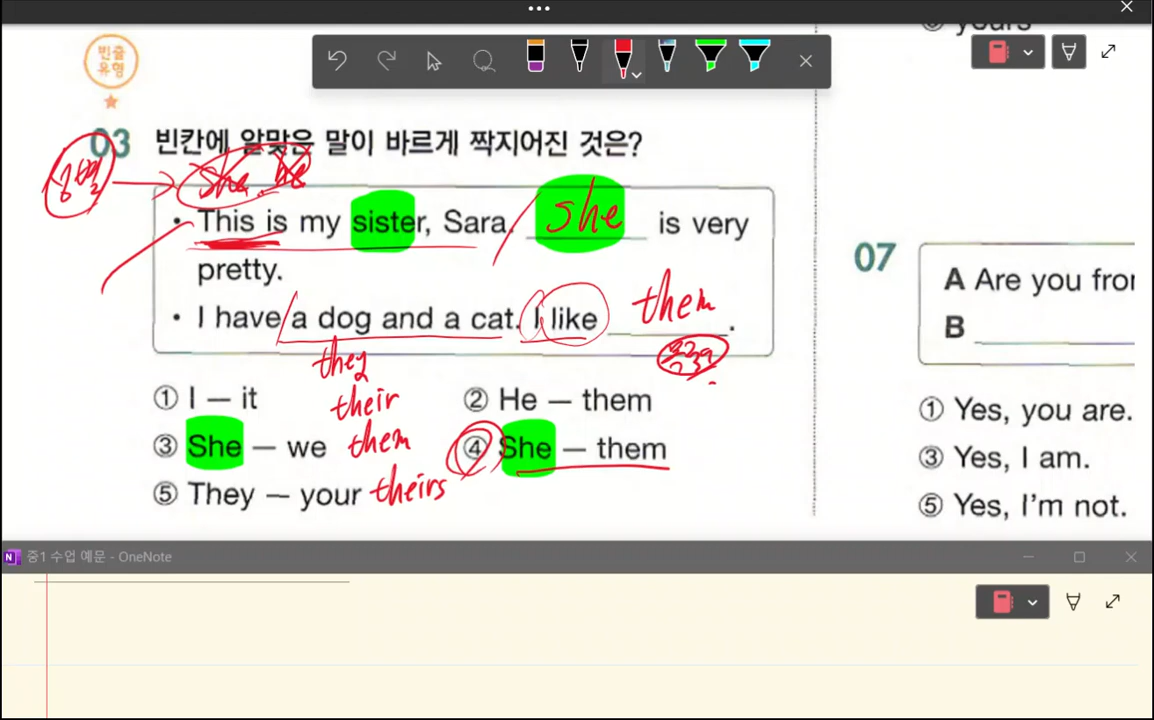 yours
빈출
유형
03 빈칸에 알맞은 말이 바르게 짝지어진 것은?
성별
she he
• This is my sister, Sara. she is very
pretty.
• I have a dog and a cat. I like them.
they
their
them
theirs
① I — it
② He — them
③ She — we
④ She — them
⑤ They — your
07
A Are you from
B
① Yes, you are.
③ Yes, I am.
⑤ Yes, I'm not.
중1 수업 예문 - OneNote